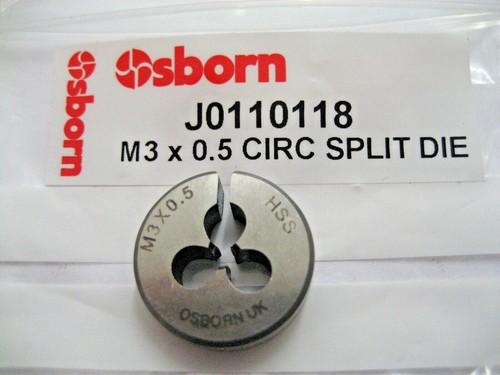 Osborn
Osborn
J0110118
M3 x 0.5 CIRC SPLIT DIE
M3X0.5
HSS
OSBORN UK